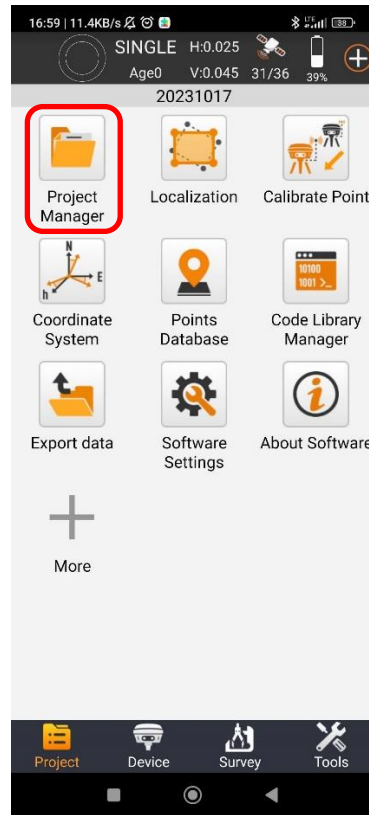 16:59 | 11.4KB/s LTE 38
SINGLE H:0.025
Age0 V:0.045 31/36 39%
20231017
Project
Manager
Localization
Calibrate Point
N
E
h
Coordinate
System
Points
Database
10100
1001 >_
Code Library
Manager
Export data
Software
Settings
About Software
More
Project Device Survey Tools